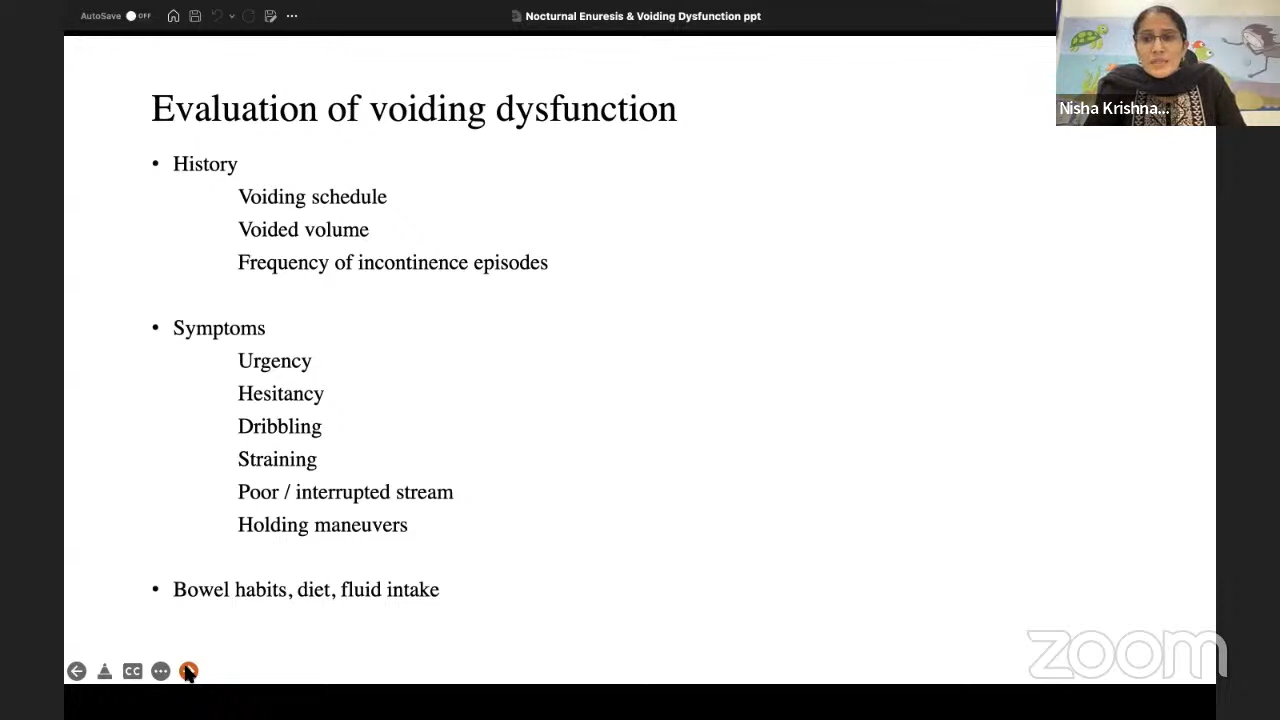 AutoSave OFF
Nocturnal Enuresis & Voiding Dysfunction ppt
Nisha Krishna...
Evaluation of voiding dysfunction
• History
Voiding schedule
Voided volume
Frequency of incontinence episodes
• Symptoms
Urgency
Hesitancy
Dribbling
Straining
Poor / interrupted stream
Holding maneuvers
• Bowel habits, diet, fluid intake
CC
zoom